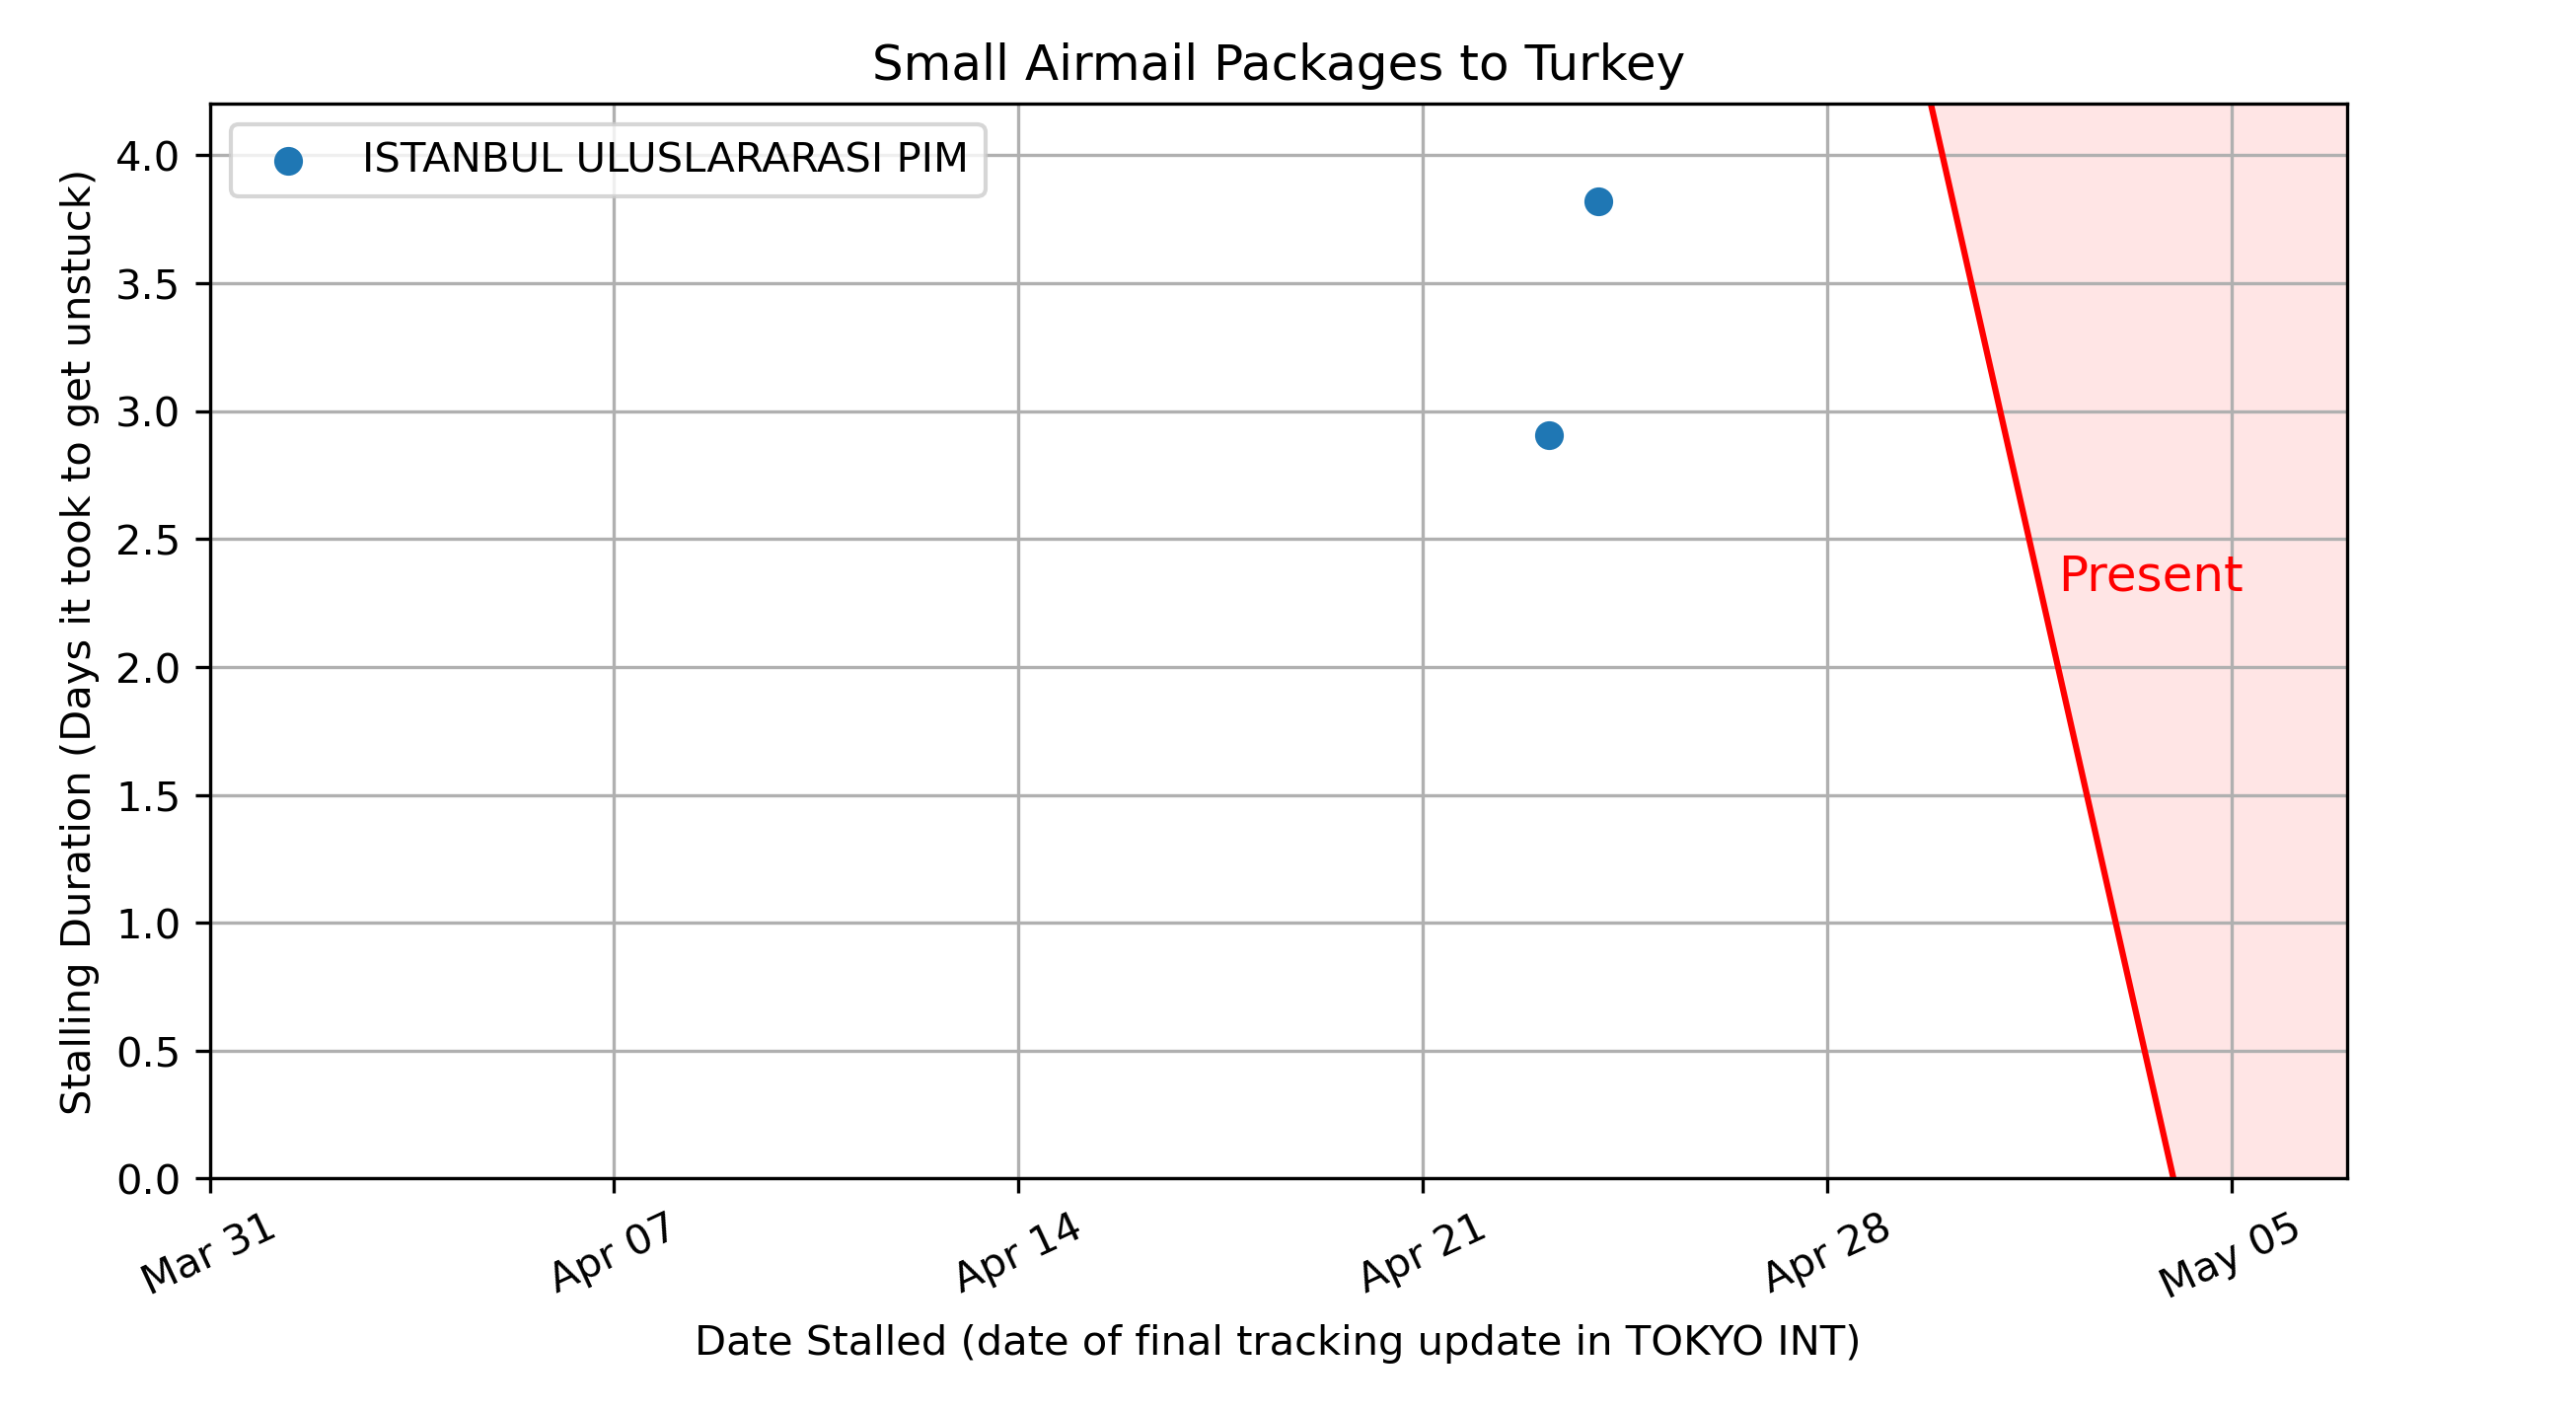 Small Airmail Packages to Turkey
ISTANBUL ULUSLARARASI PIM
4.0
3.5
3.0
2.5
2.0
1.5
1.0
0.5
0.0
Stalling Duration (Days it took to get unstuck)
Present
Mar 31
Apr 07
Apr 14
Apr 21
Apr 28
May 05
Date Stalled (date of final tracking update in TOKYO INT)